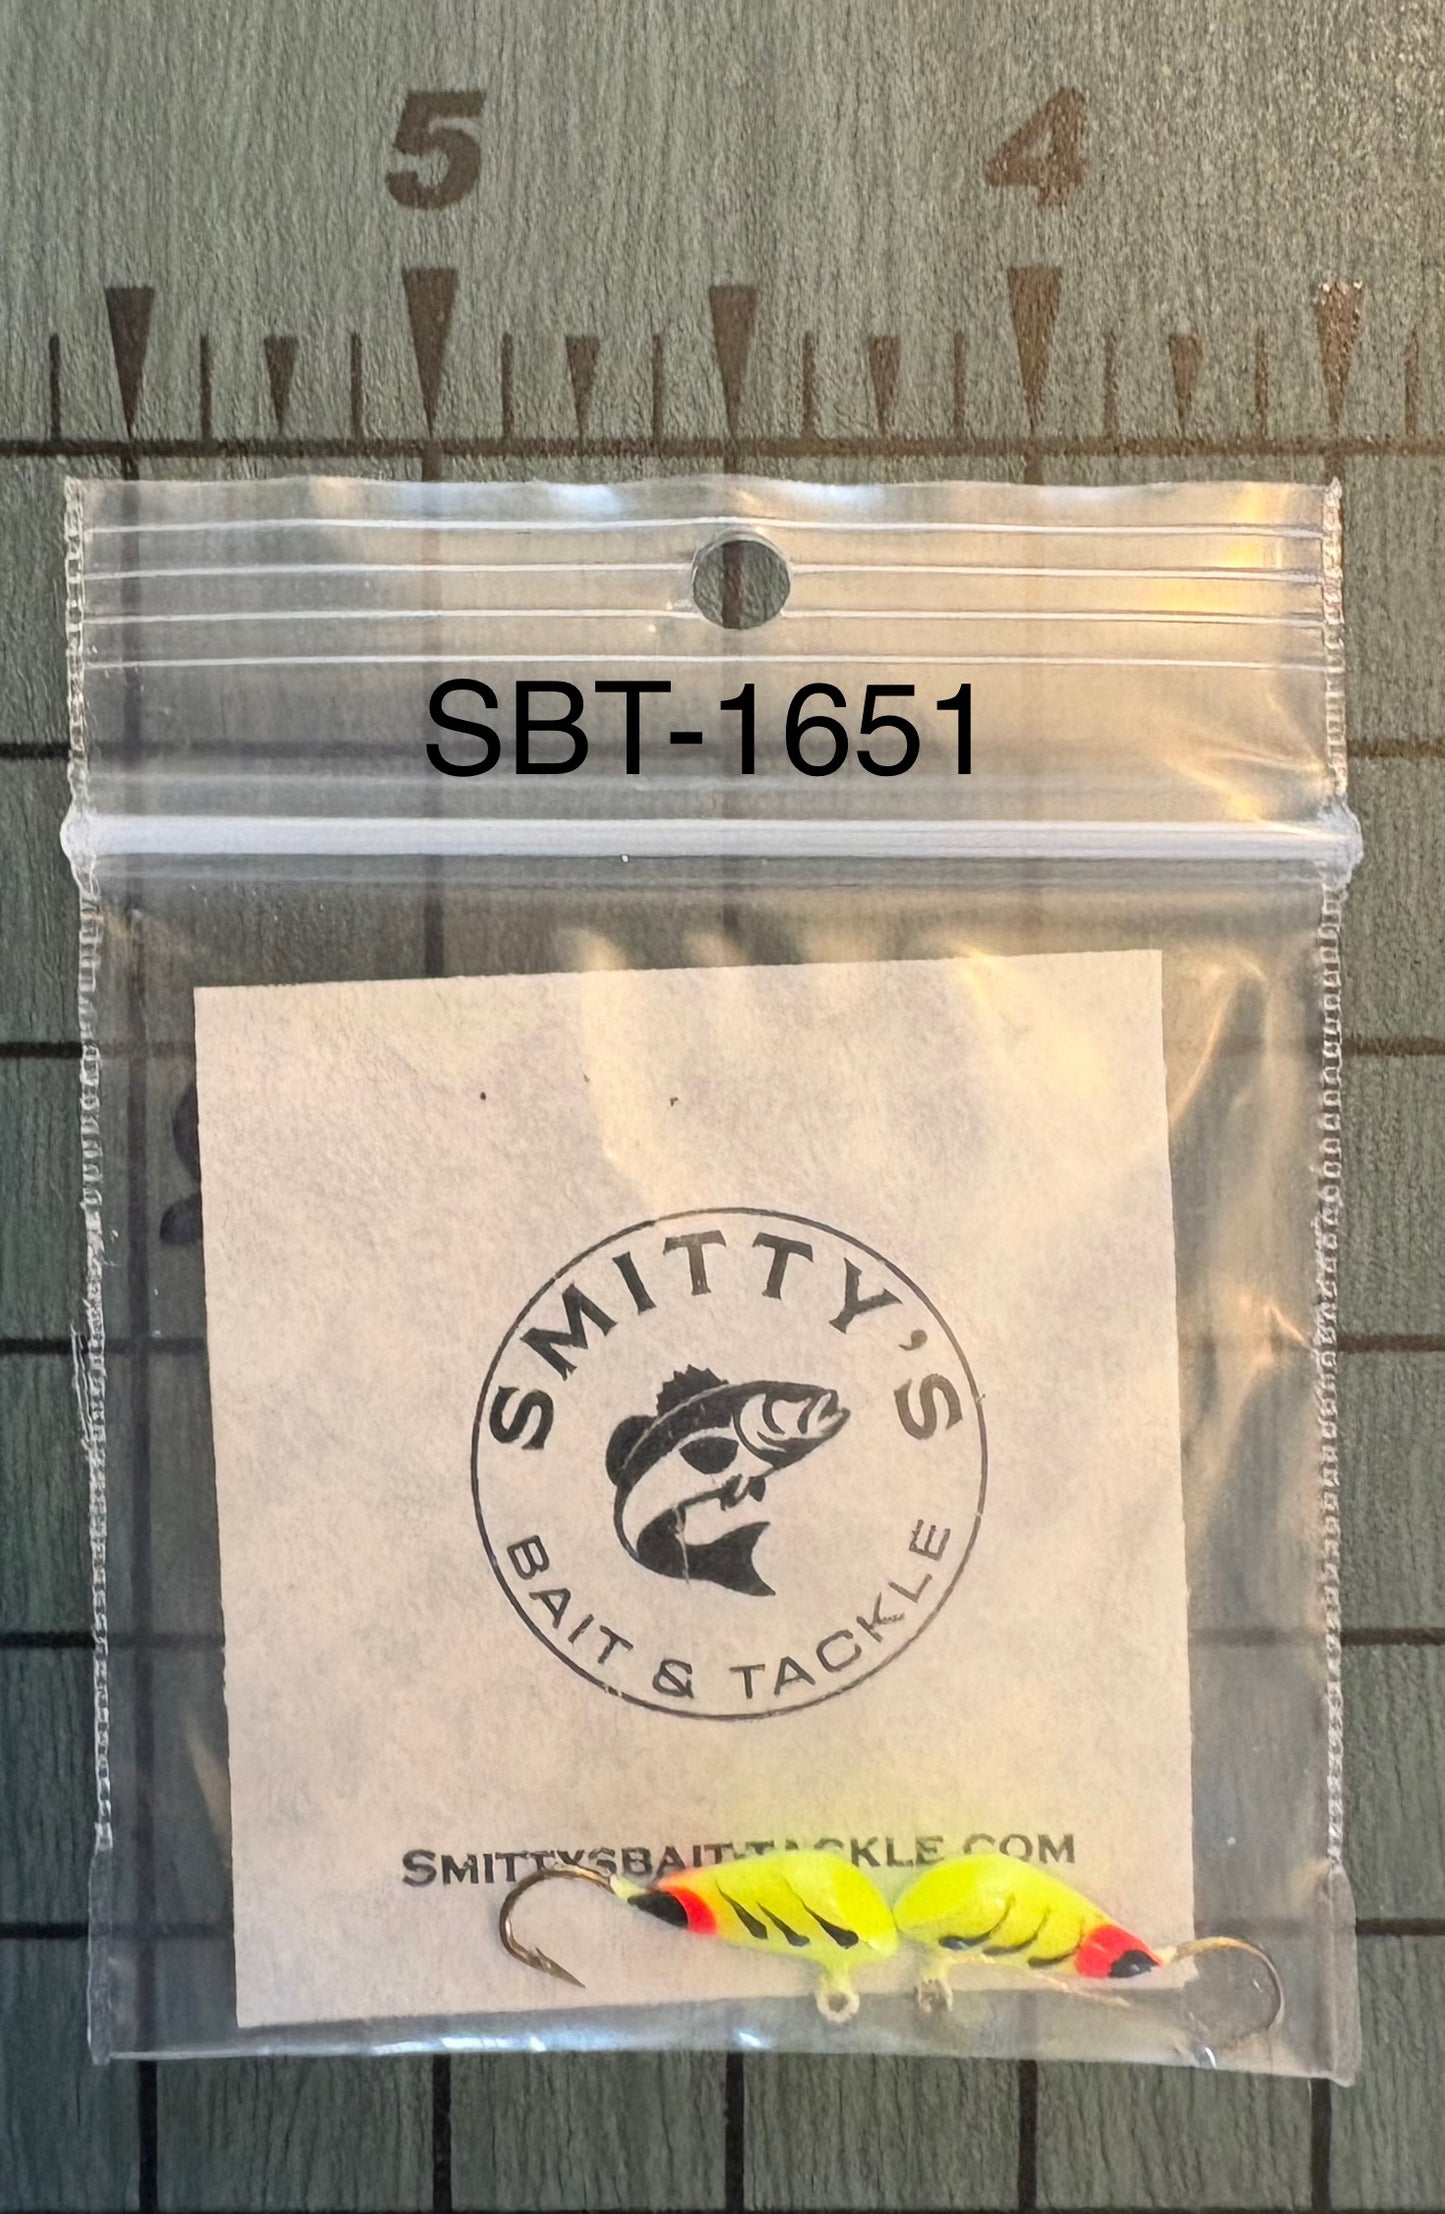 5 4
SBT-1651
SMITTY'S
BAIT & TACKLE
SMITTYSBAIT-TACKLE.COM